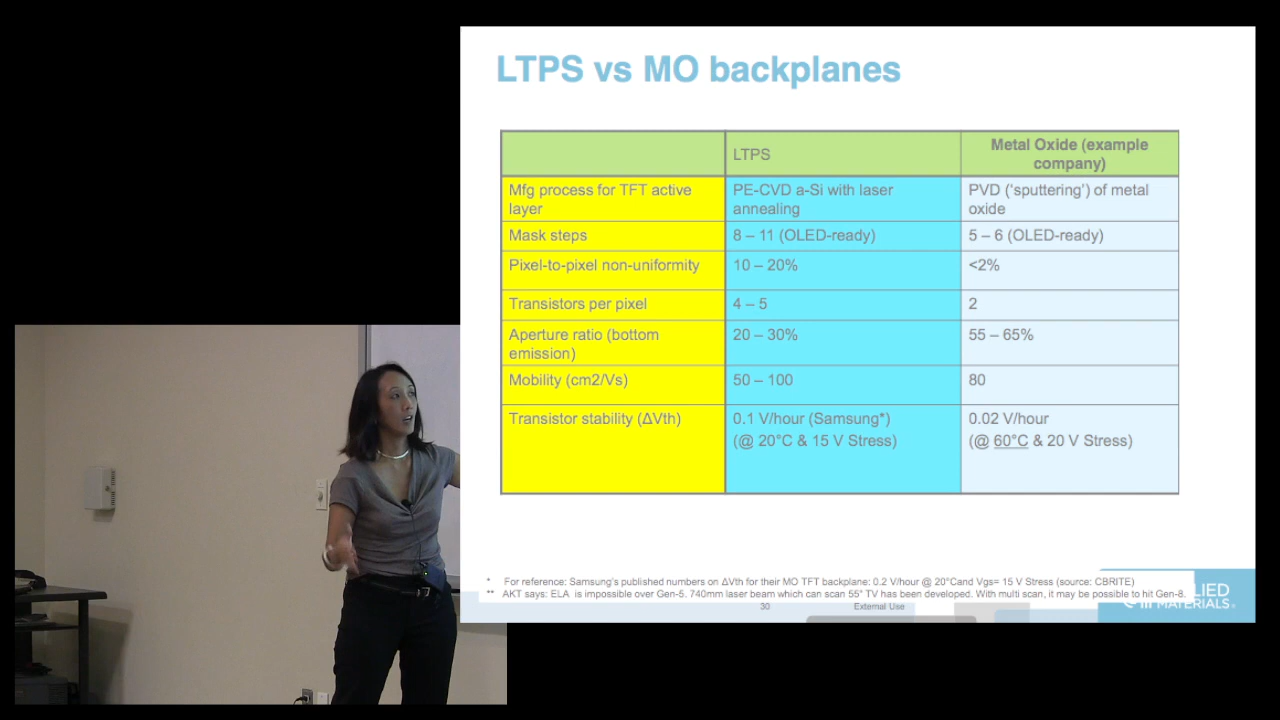 LTPS vs MO backplanes
LTPS
Metal Oxide (example
company)
Mfg process for TFT active
layer
PE-CVD a-Si with laser
annealing
PVD (‘sputtering’) of metal
oxide
Mask steps
8 – 11 (OLED-ready)
5 – 6 (OLED-ready)
Pixel-to-pixel non-uniformity
10 – 20%
<2%
Transistors per pixel
4 – 5
2
Aperture ratio (bottom
emission)
20 – 30%
55 – 65%
Mobility (cm2/Vs)
50 – 100
80
Transistor stability (ΔVth)
0.1 V/hour (Samsung*)
(@ 20°C & 15 V Stress)
0.02 V/hour
(@ 60°C & 20 V Stress)
* For reference: Samsung's published numbers on ΔVth for their MO TFT backplane: 0.2 V/hour @ 20°Cand Vgs= 15 V Stress (source: CBRITE)
** AKT says: ELA is impossible over Gen-5. 740mm laser beam which can scan 55" TV has been developed. With multi scan, it may be possible to hit Gen-8.
30
External Use
LIED
MATERIALS®